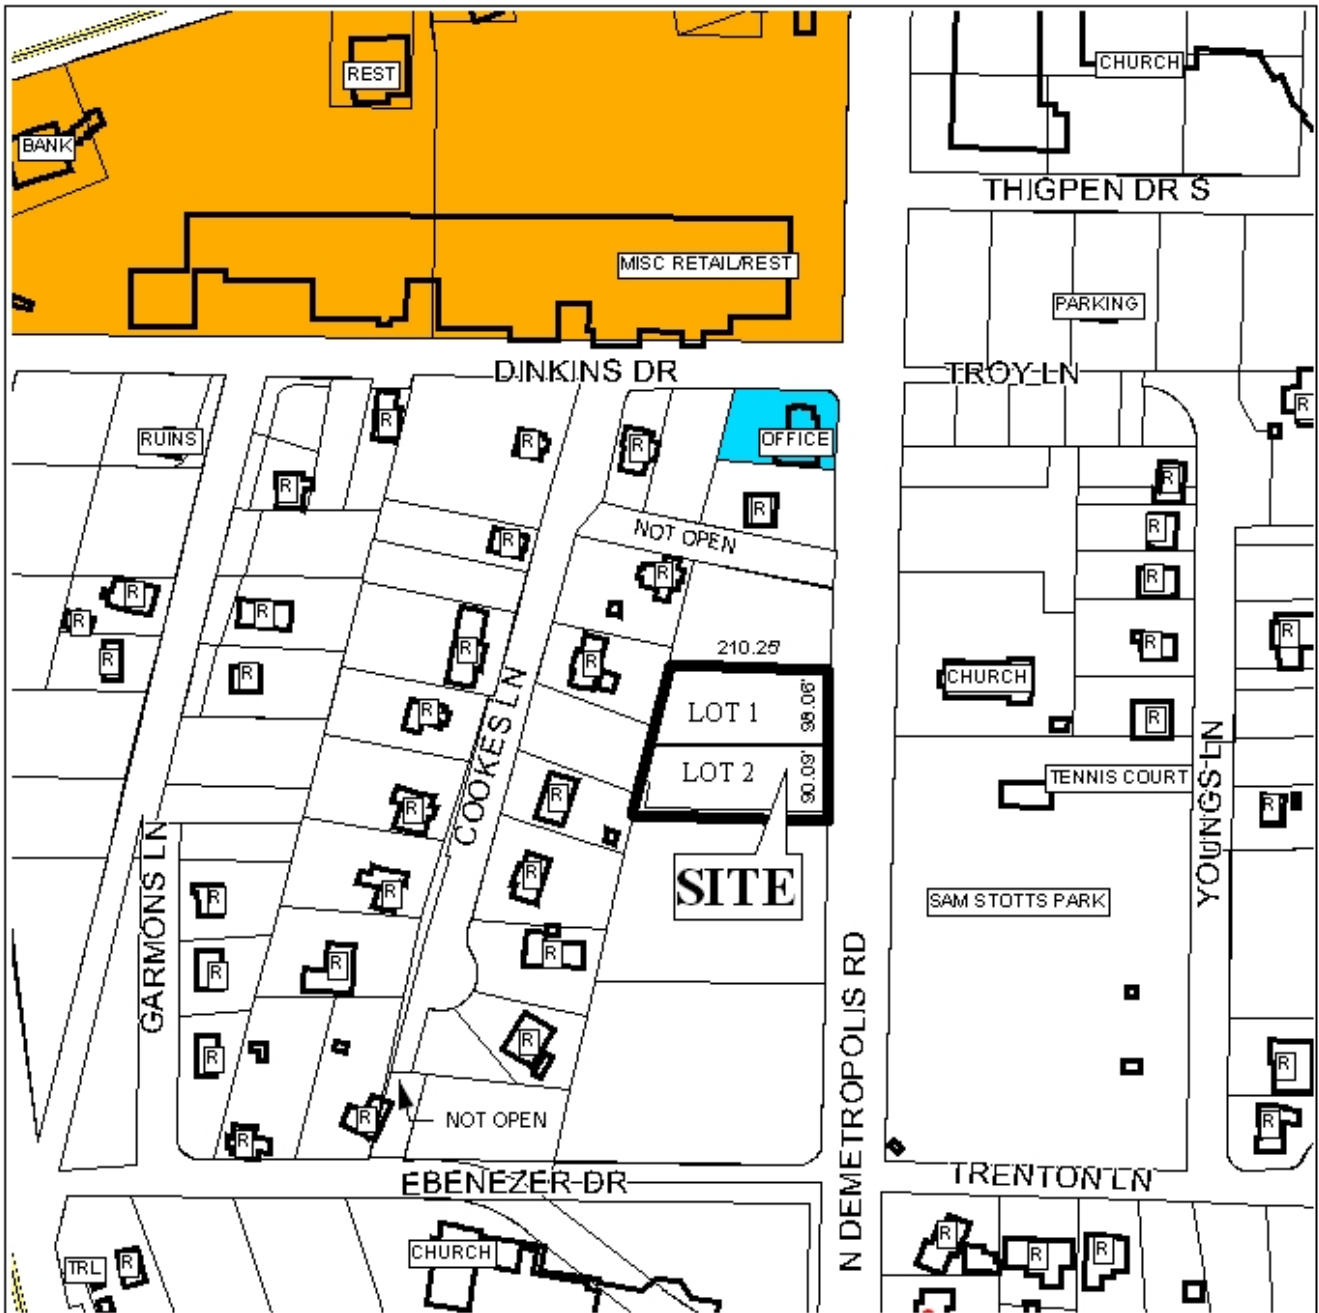 REST
CHURCH
BANK
THIGPEN DR S
MISC RETAIL/REST
PARKING
DINKINS DR
TROY LN
R
R
RUINS
R
R
OFFICE
R
R
R
R
NOT OPEN
R
R
R
R
R
R
R
R
R
R
210.25'
R
R
R
R
CHURCH
LOT 1
98.06'
R
R
COOKES LN
YOUNGS LN
LOT 2
90.09'
TENNIS COURT
R
R
R
GARMONS LN
SITE
R
R
R
SAM STOTTS PARK
R
R
R
N DEMETROPOLIS RD
R
R
R
R
NOT OPEN
R
R
EBENEZER DR
TRENTON LN
CHURCH
R
R
R
TRL
R